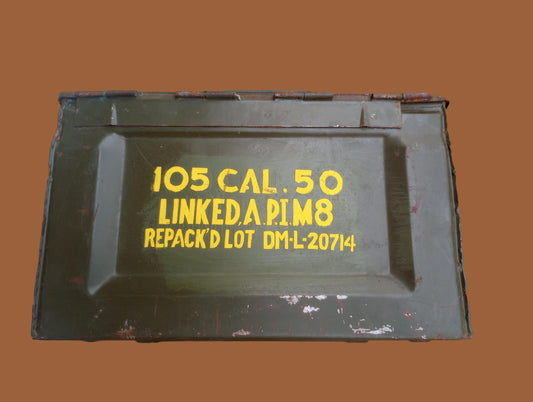 105 CAL. 50
LINKED, A.P.I.M8
REPACK'D LOT DM-L-20714